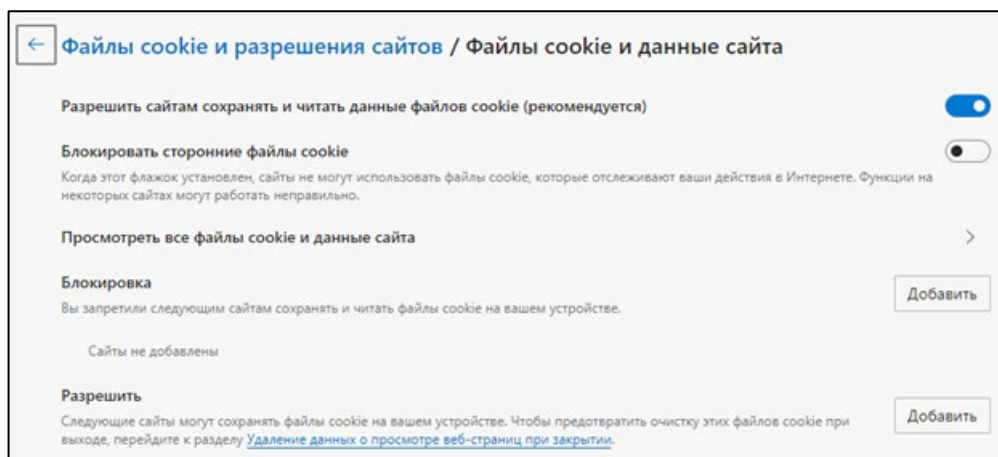 Файлы cookie и разрешения сайтов / Файлы cookie и данные сайта
Разрешить сайтам сохранять и читать данные файлов cookie (рекомендуется)
Блокировать сторонние файлы cookie
Когда этот флажок установлен, сайты не могут использовать файлы cookie, которые отслеживают ваши действия в Интернете. Функции на
некоторых сайтах могут работать неправильно.
Просмотреть все файлы cookie и данные сайта
Блокировка
Добавить
Вы запретили следующим сайтам сохранять и читать файлы cookie на вашем устройстве.
Сайты не добавлены
Разрешить
Добавить
Следующие сайты могут сохранять файлы cookie на вашем устройстве. Чтобы предотвратить очистку этих файлов cookie при
выходе, перейдите к разделу Удаление данных о просмотре веб-страниц при закрытии.